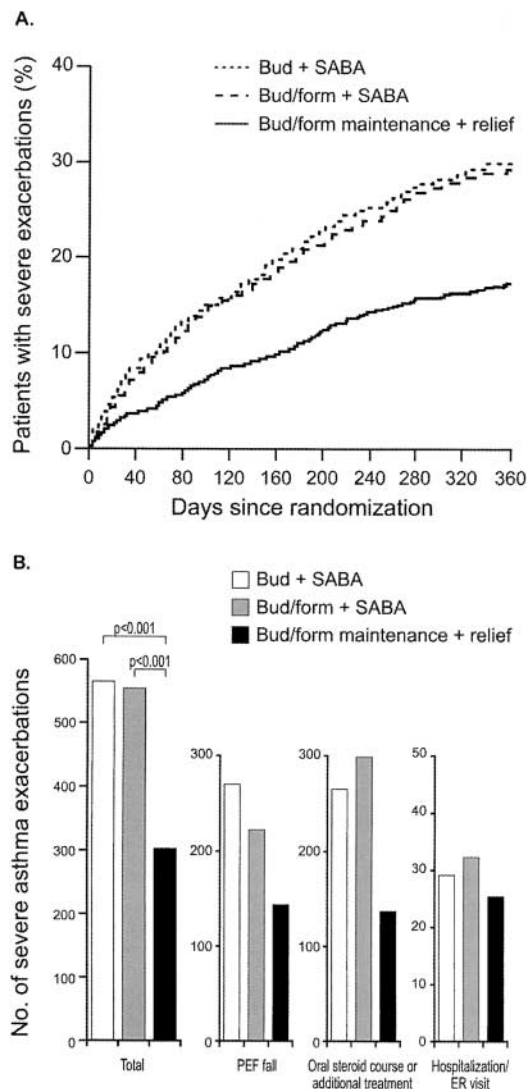 A.
Patients with severe exacerbations (%)
40
30
20
10
0
Bud + SABA
Bud/form + SABA
Bud/form maintenance + relief
0 40 80 120 160 200 240 280 320 360
Days since randomization
B.
Bud + SABA
Bud/form + SABA
Bud/form maintenance + relief
No. of severe asthma exacerbations
p<0.001
p<0.001
600
500
400
300
200
100
0
Total
300
200
100
0
PEF fall
300
200
100
0
Oral steroid course or
additional treatment
50
40
30
20
10
0
Hospitalization/
ER visit